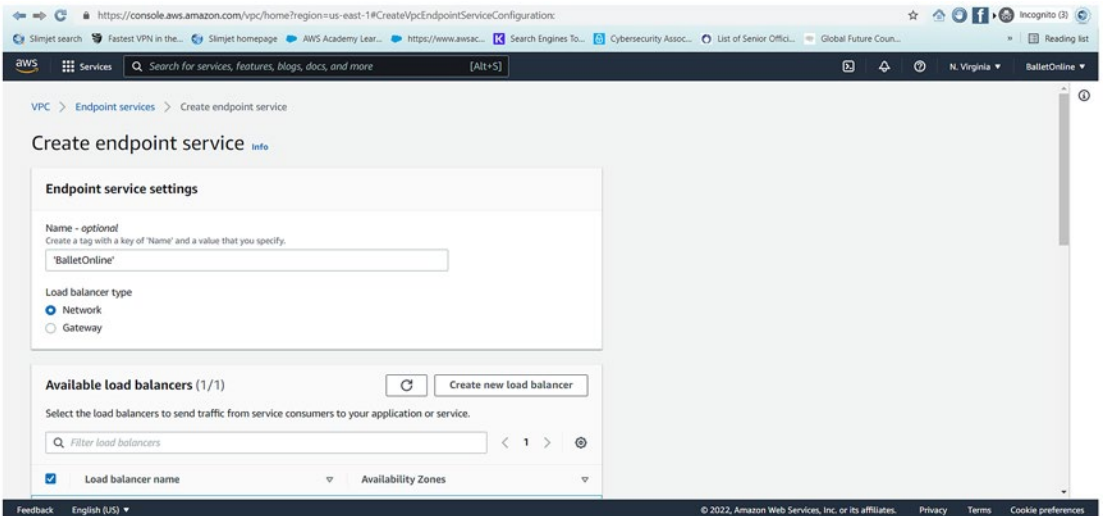 https://console.aws.amazon.com/vpc/home?region=us-east-1#CreateVpcEndpointServiceConfiguration:
Incognito (3)
Slimjet search Fastest VPN in the... Slimjet homepage AWS Academy Lear... https://www.awsac... Search Engines To... Cybersecurity Assoc... List of Senior Offici... Global Future Coun... » Reading list
aws Services Search for services, features, blogs, docs, and more [Alt+S] N. Virginia ▼ BalletOnline ▼
VPC > Endpoint services > Create endpoint service
Create endpoint service Info
Endpoint service settings
Name - optional
Create a tag with a key of 'Name' and a value that you specify.
'BalletOnline'
Load balancer type
Network
Gateway
Available load balancers (1/1)
Create new load balancer
Select the load balancers to send traffic from service consumers to your application or service.
Filter load balancers
< 1 >
Load balancer name Availability Zones
Feedback English (US) ▼ © 2022, Amazon Web Services, Inc. or its affiliates. Privacy Terms Cookie preferences